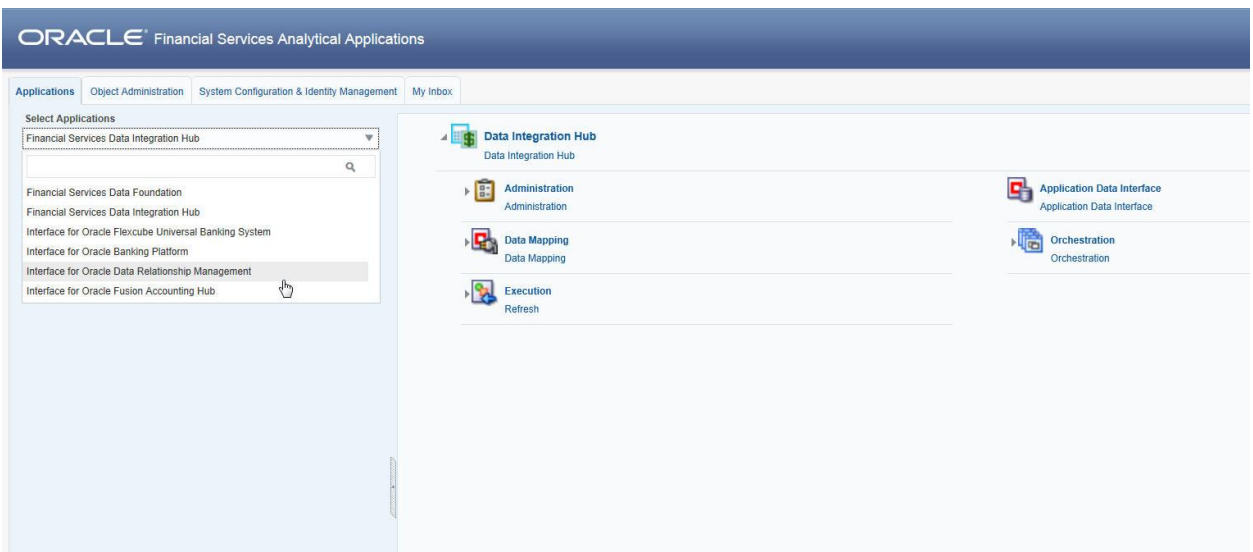 ORACLE® Financial Services Analytical Applications
Applications Object Administration System Configuration & Identity Management My Inbox
Select Applications
Financial Services Data Integration Hub
Financial Services Data Foundation
Financial Services Data Integration Hub
Interface for Oracle Flexcube Universal Banking System
Interface for Oracle Banking Platform
Interface for Oracle Data Relationship Management
Interface for Oracle Fusion Accounting Hub
Data Integration Hub
Data Integration Hub
Administration
Administration
Application Data Interface
Application Data Interface
Data Mapping
Data Mapping
Orchestration
Orchestration
Execution
Refresh